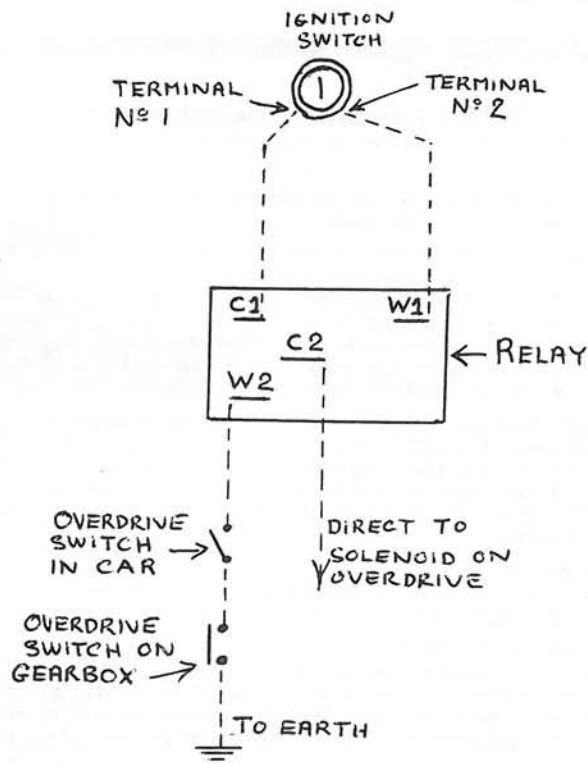 IGNITION
SWITCH
1
TERMINAL
Nº 1
TERMINAL
Nº 2
C1
W1
C2
W2
RELAY
OVERDRIVE
SWITCH
IN CAR
DIRECT TO
SOLENOID ON
OVERDRIVE
OVERDRIVE
SWITCH ON
GEARBOX
TO EARTH